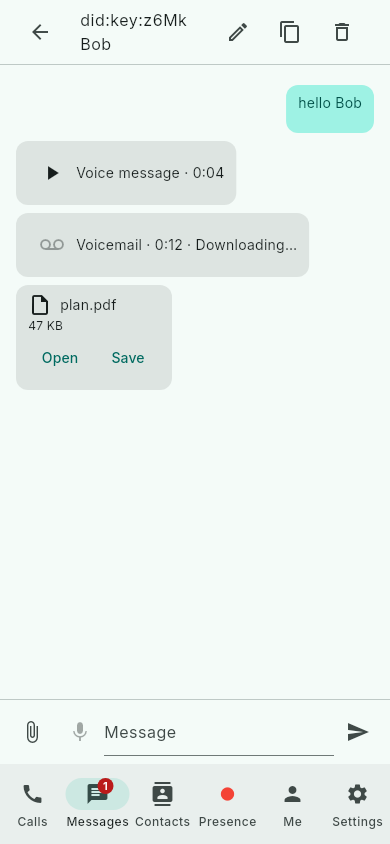 did:key:z6Mk
Bob
hello Bob
Voice message · 0:04
Voicemail · 0:12 · Downloading...
plan.pdf
47 KB
Open Save
Message
1
Calls Messages Contacts Presence Me Settings